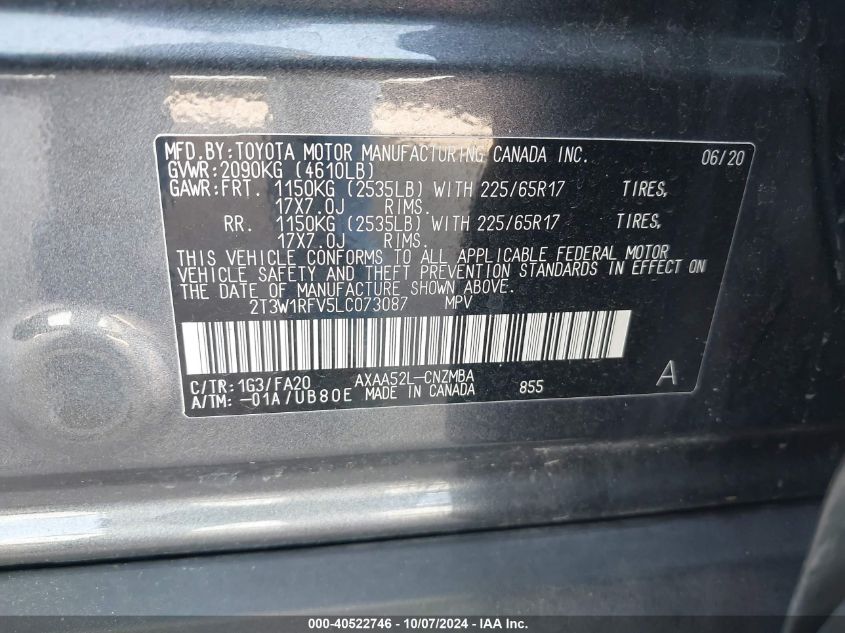 MFD.BY:TOYOTA MOTOR MANUFACTURING CANADA INC. 06/20
GVWR:2090KG (4610LB)
GAWR:FRT. 1150KG (2535LB) WITH 225/65R17 TIRES,
17X7.0J RIMS.
RR. 1150KG (2535LB) WITH 225/65R17 TIRES,
17X7.0J RIMS.
THIS VEHICLE CONFORMS TO ALL APPLICABLE FEDERAL MOTOR
VEHICLE SAFETY AND THEFT PREVENTION STANDARDS IN EFFECT ON
THE DATE OF MANUFACTURE SHOWN ABOVE.
2T3W1RFV5LC073087 MPV
C/TR:1G3/FA20 AXAA52L-CNZMBA A
A/TM:-01A/UB80E MADE IN CANADA 855
000-40522746 - 10/07/2024 - IAA Inc.